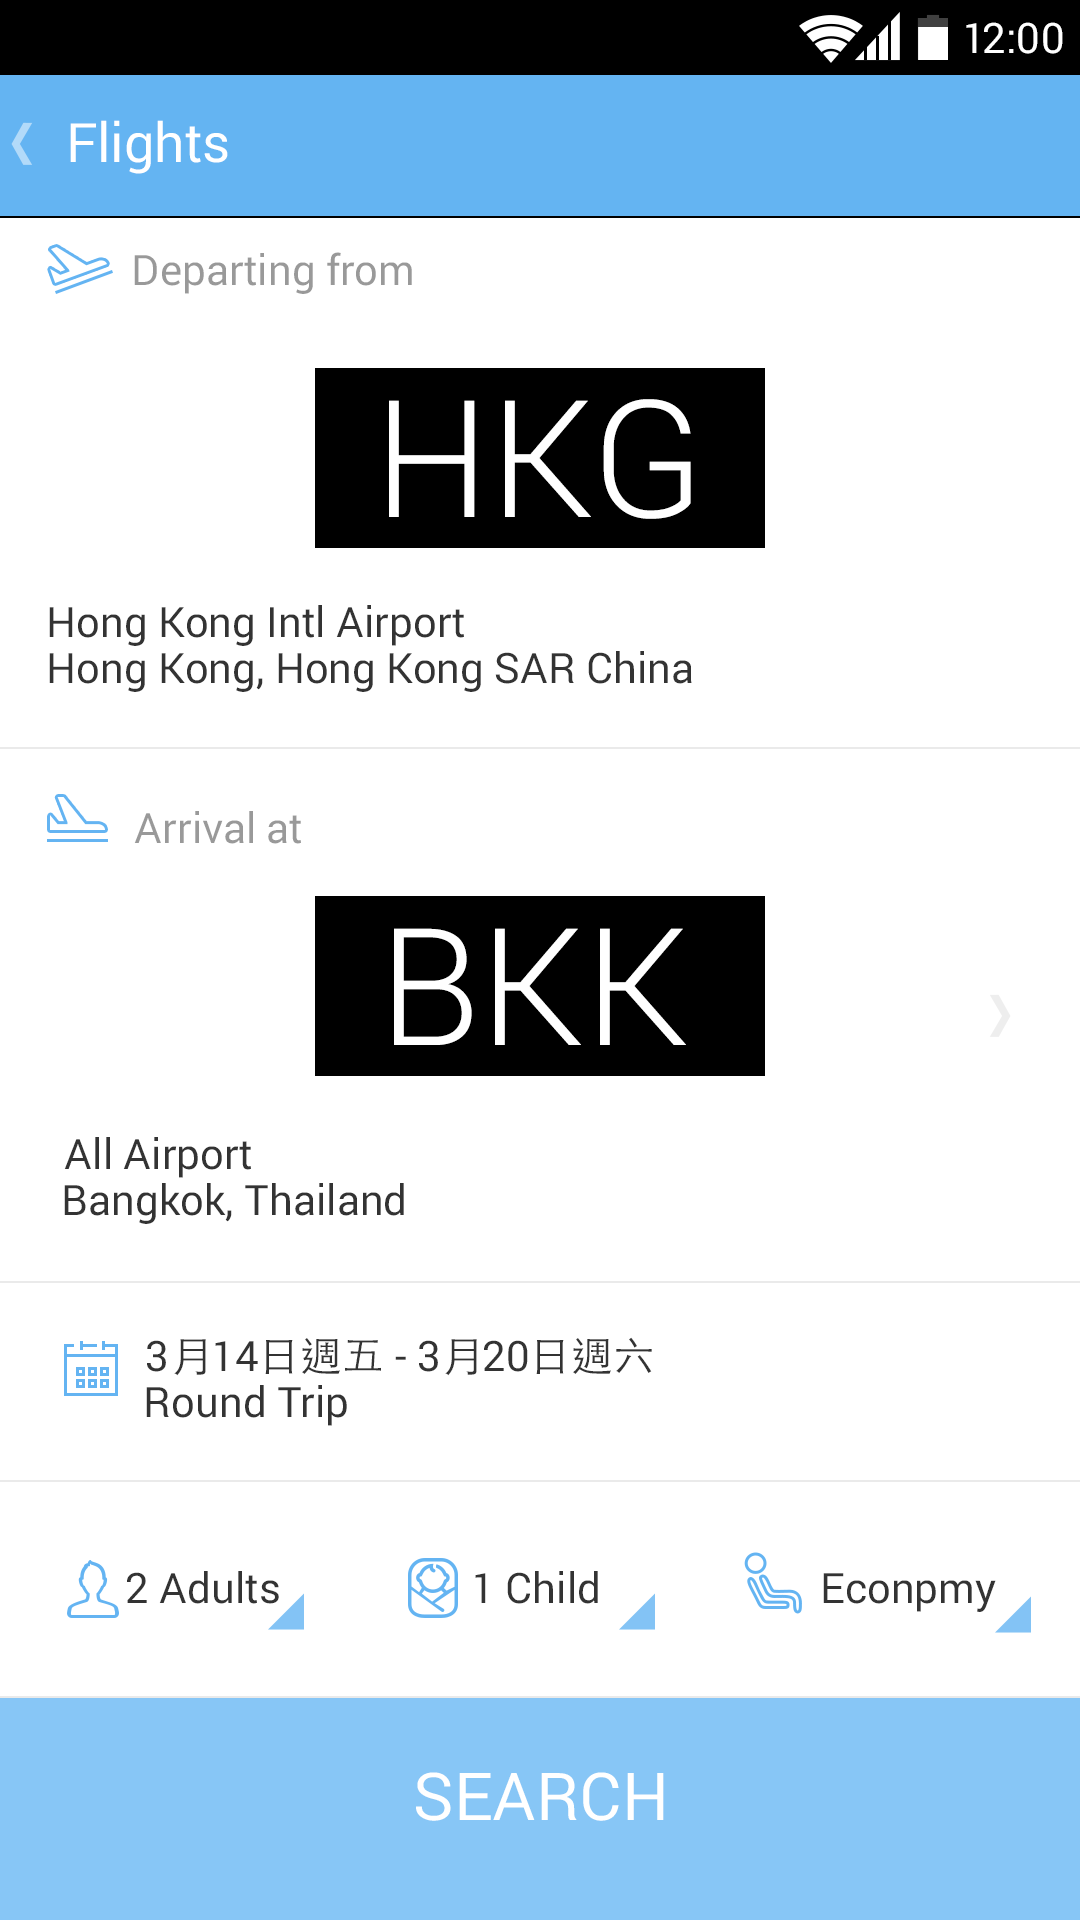 12:00
Flights
Departing from
HKG
Hong Kong Intl Airport
Hong Kong, Hong Kong SAR China
Arrival at
BKK
All Airport
Bangkok, Thailand
3月14日週五 - 3月20日週六
Round Trip
2 Adults
1 Child
Econpmy
SEARCH